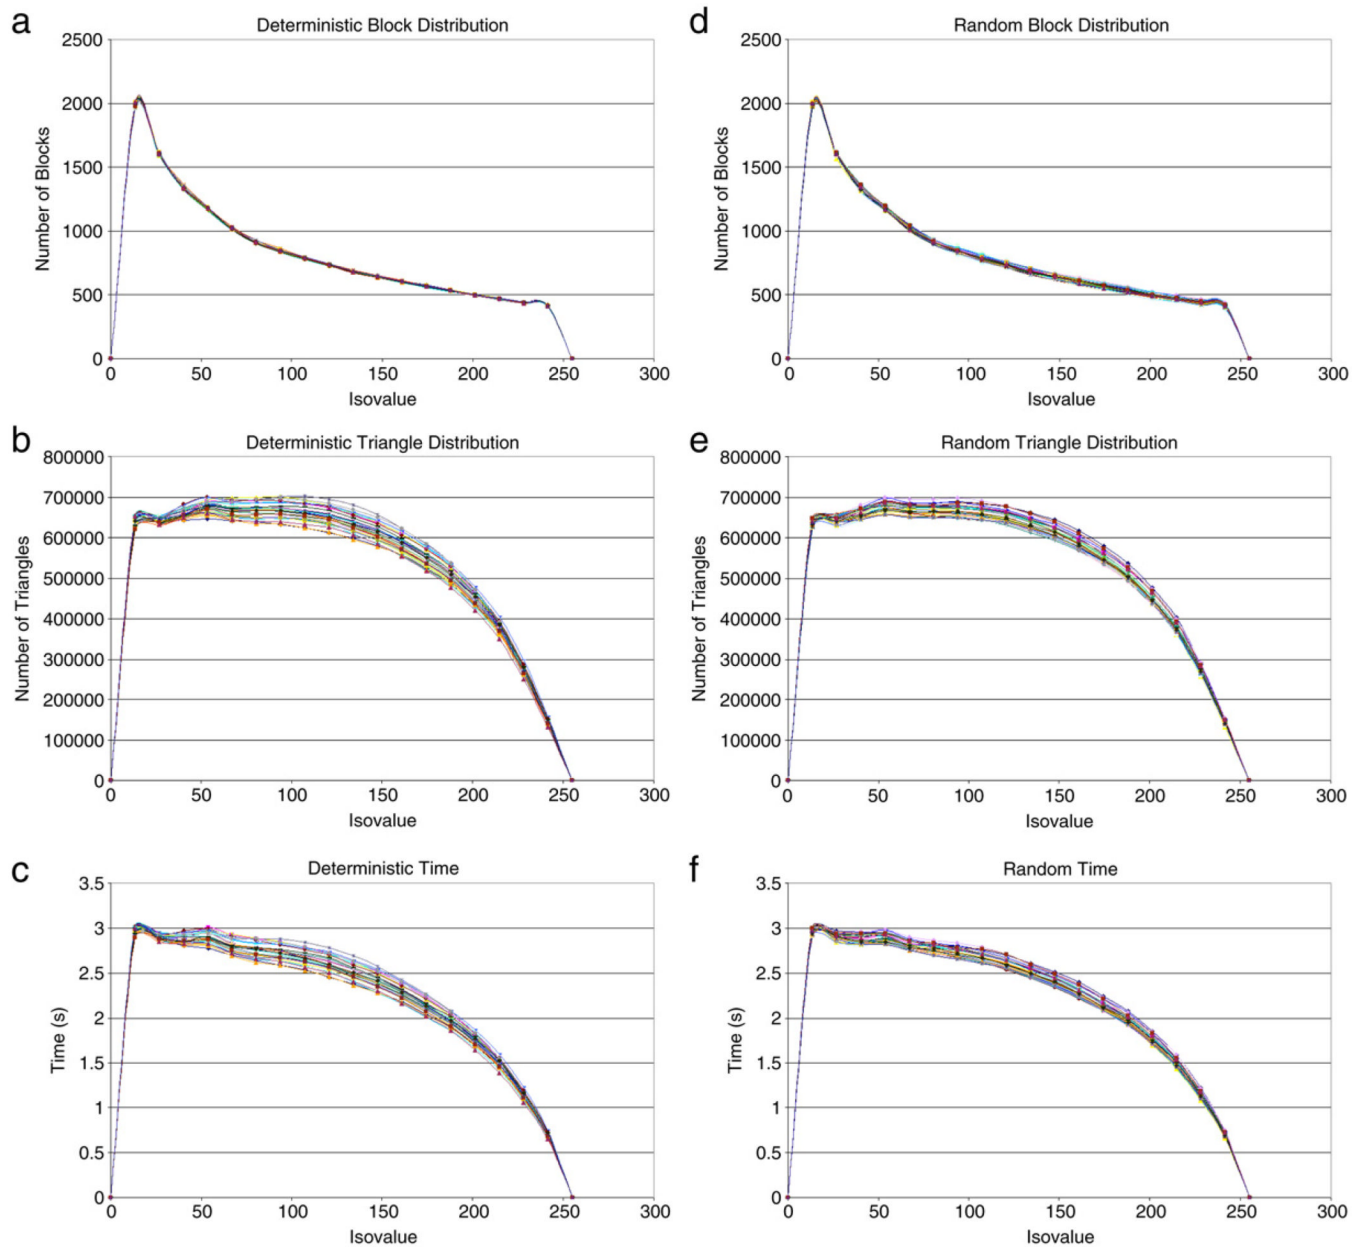 a
Deterministic Block Distribution
2500
2000
1500
1000
500
0
Number of Blocks
0 50 100 150 200 250 300
Isovalue
d
Random Block Distribution
2500
2000
1500
1000
500
0
Number of Blocks
0 50 100 150 200 250 300
Isovalue
b
Deterministic Triangle Distribution
800000
700000
600000
500000
400000
300000
200000
100000
0
Number of Triangles
0 50 100 150 200 250 300
Isovalue
e
Random Triangle Distribution
800000
700000
600000
500000
400000
300000
200000
100000
0
Number of Triangles
0 50 100 150 200 250 300
Isovalue
c
Deterministic Time
3.5
3
2.5
2
1.5
1
0.5
0
Time (s)
0 50 100 150 200 250 300
Isovalue
f
Random Time
3.5
3
2.5
2
1.5
1
0.5
0
Time (s)
0 50 100 150 200 250 300
Isovalue